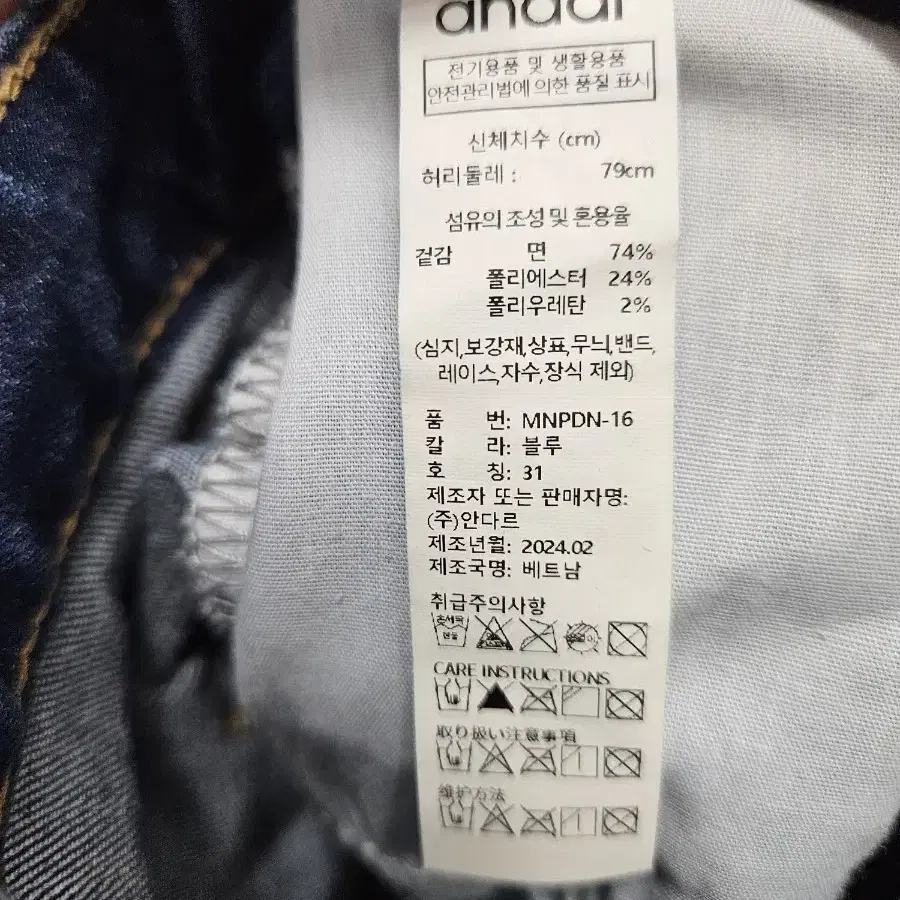 andar
전기용품 및 생활용품
안전관리법에 의한 품질 표시
신체치수 (cm)
허리둘레 : 79cm
섬유의 조성 및 혼용율
겉감 면 74%
폴리에스터 24%
폴리우레탄 2%
(심지,보강재,상표,무늬,밴드,
레이스,자수,장식 제외)
품 번: MNPDN-16
칼 라: 블루
호 칭: 31
제조자 또는 판매자명:
(주)안다르
제조년월: 2024.02
제조국명: 베트남
취급주의사항
손세탁
CARE INSTRUCTIONS
取り扱い注意事項
维护方法